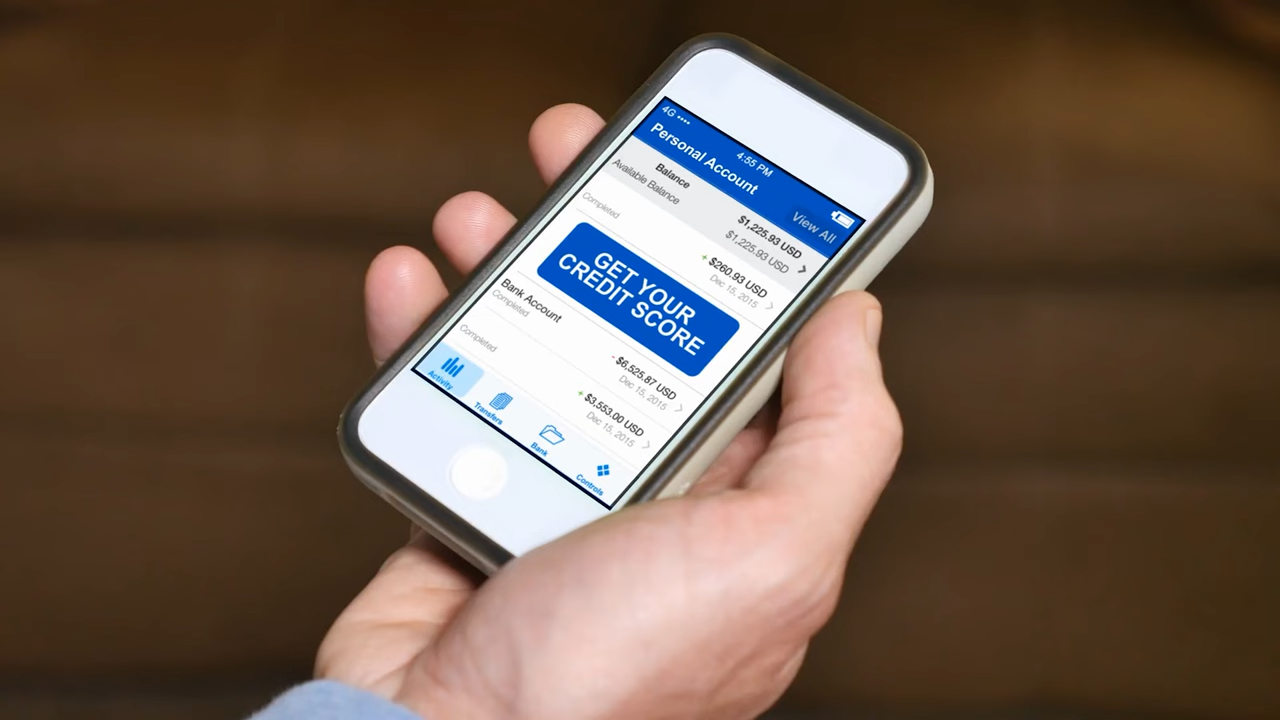 4G
4:55 PM
Personal Account
View All
Balance
$1,225.93 USD
Available Balance
$1,225.93 USD
+ $260.93 USD
Completed
Dec 15, 2015
GET YOUR
CREDIT SCORE
Bank Account
- $6,525.87 USD
Completed
Dec 15, 2015
+ $3,553.00 USD
Completed
Dec 15, 2015
Activity
Transfers
Bank
Controls